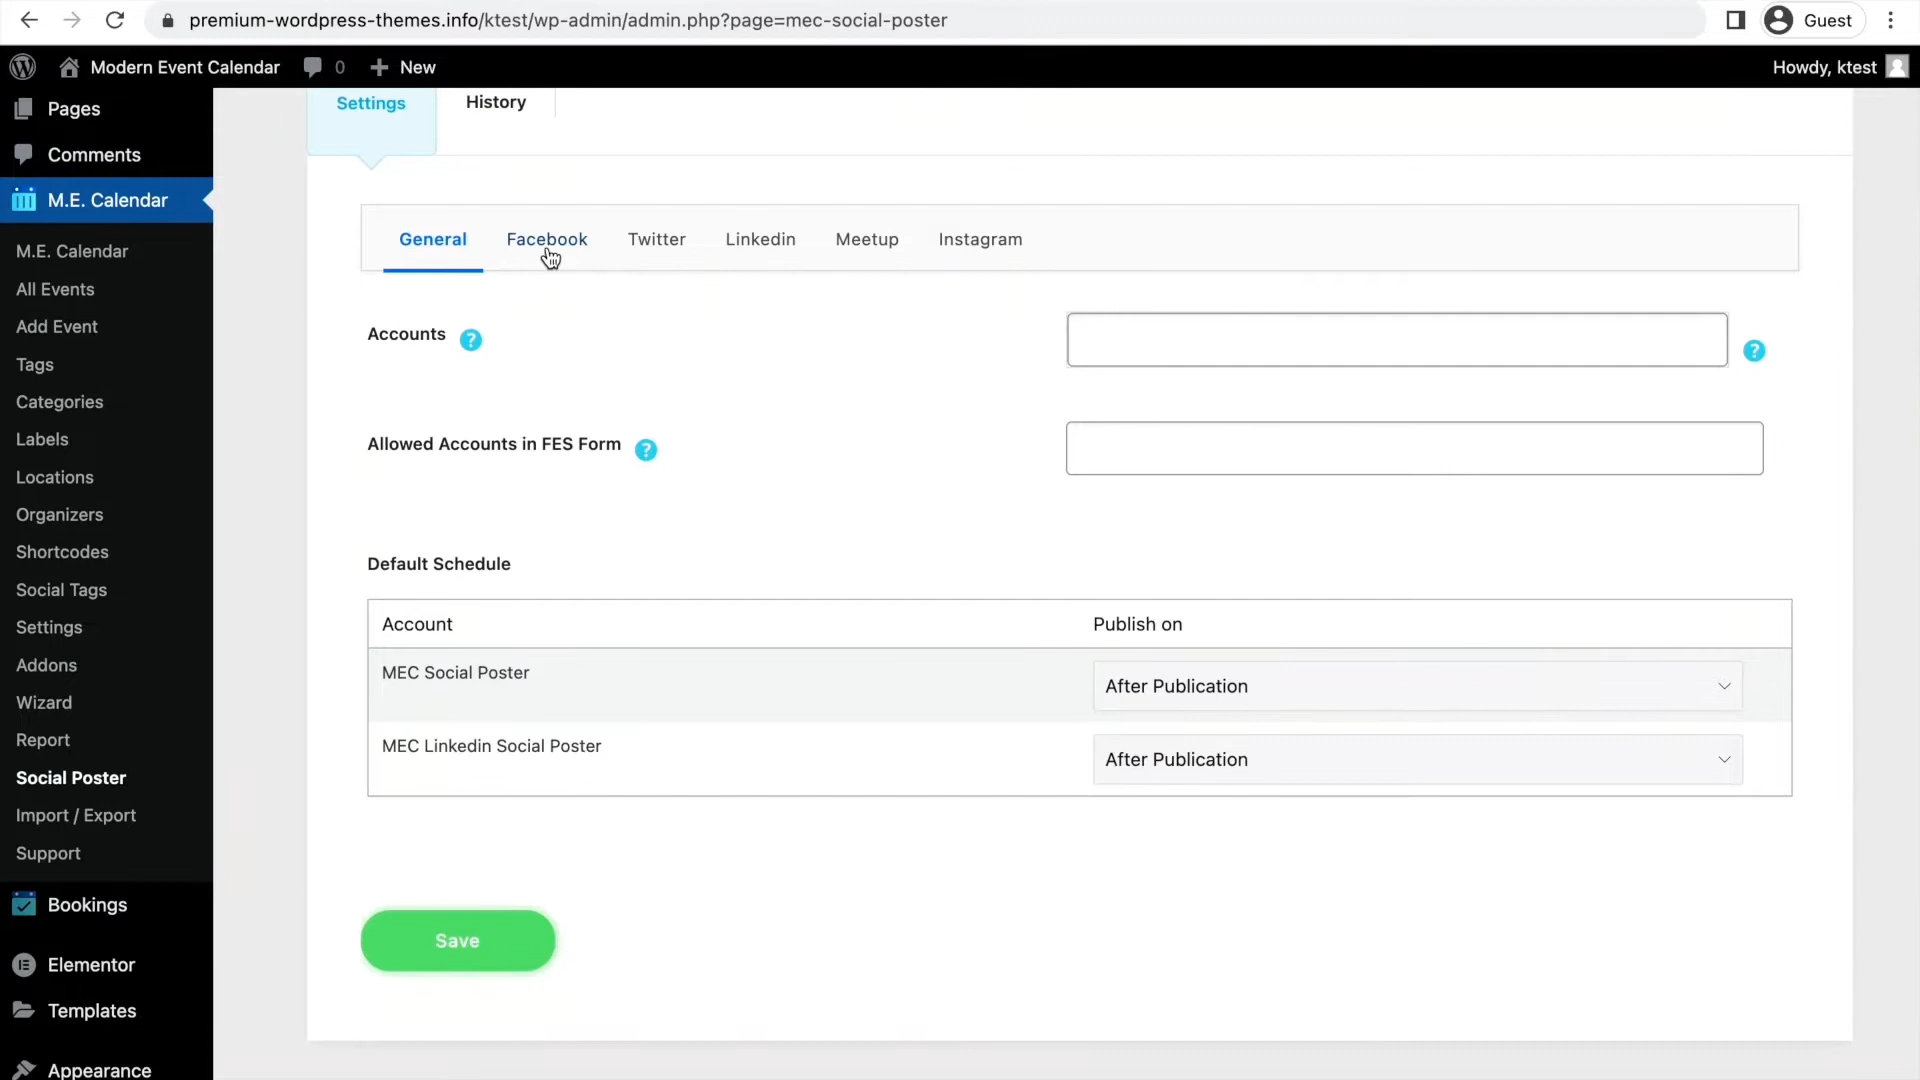 premium-wordpress-themes.info/ktest/wp-admin/admin.php?page=mec-social-poster
Guest
Modern Event Calendar
0
New
Howdy, ktest
Pages
Comments
M.E. Calendar
M.E. Calendar
All Events
Add Event
Tags
Categories
Labels
Locations
Organizers
Shortcodes
Social Tags
Settings
Addons
Wizard
Report
Social Poster
Import / Export
Support
Bookings
Elementor
Templates
Appearance
Settings
History
General
Facebook
Twitter
Linkedin
Meetup
Instagram
Accounts ?
?
Allowed Accounts in FES Form ?
Default Schedule
Account
Publish on
MEC Social Poster
After Publication
MEC Linkedin Social Poster
After Publication
Save